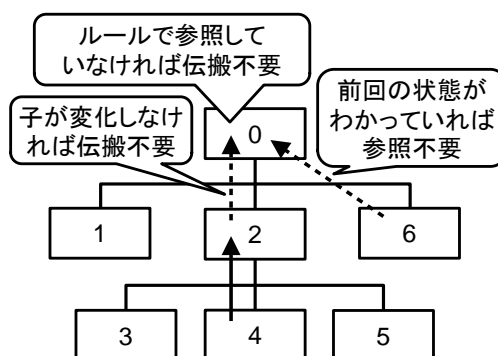 ルールで参照して
いなければ伝搬不要
子が変化しなけ
れば伝搬不要
前回の状態が
わかっていれば
参照不要
0
1
2
6
3
4
5